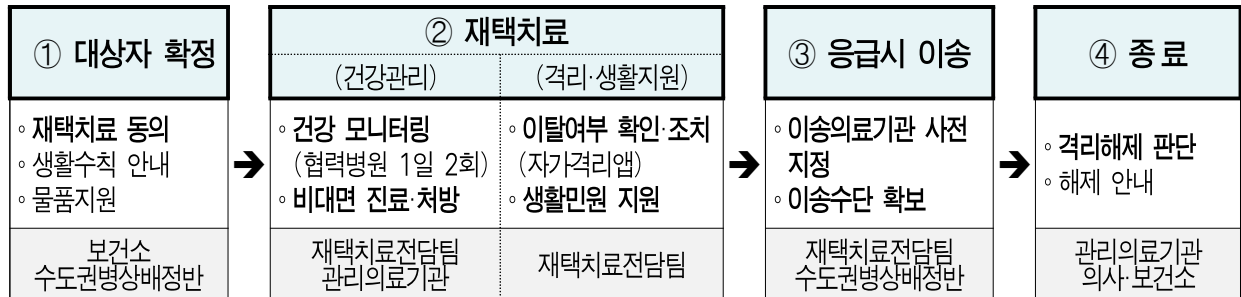 ① 대상자 확정
◦ 재택치료 동의
◦ 생활수칙 안내
◦ 물품지원
보건소
수도권병상배정반
➔
② 재택치료
(건강관리)
◦ 건강 모니터링
(협력병원 1일 2회)
◦ 비대면 진료·처방
재택치료전담팀
관리의료기관
(격리·생활지원)
◦ 이탈여부 확인·조치
(자가격리앱)
◦ 생활민원 지원
재택치료전담팀
➔
③ 응급시 이송
◦ 이송의료기관 사전
지정
◦ 이송수단 확보
재택치료전담팀
수도권병상배정반
➔
④ 종료
◦ 격리해제 판단
◦ 해제 안내
관리의료기관
의사·보건소